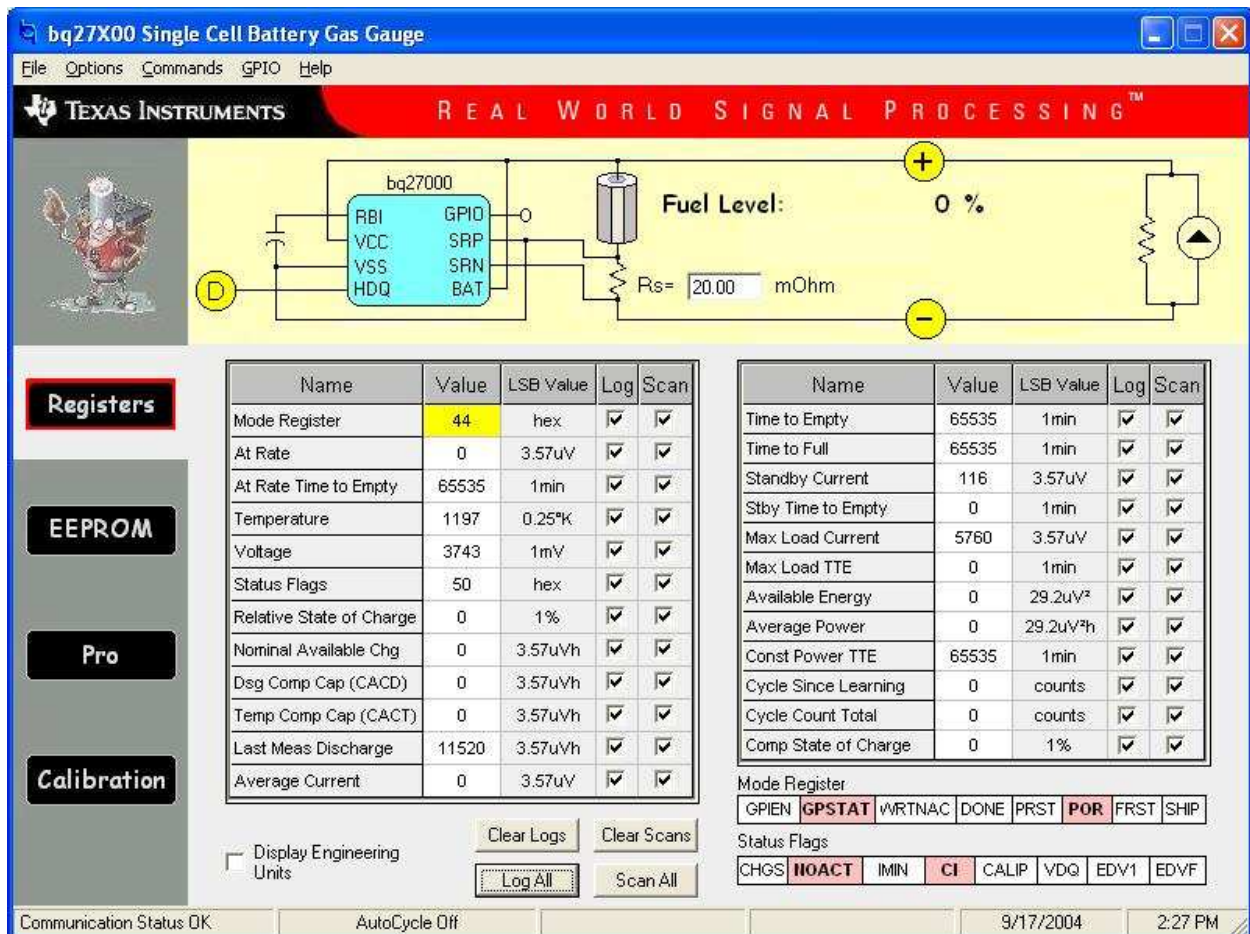 bq27X00 Single Cell Battery Gas Gauge
File Options Commands GPIO Help
TEXAS INSTRUMENTS REAL WORLD SIGNAL PROCESSING™
bq27000
RBI GPIO
VCC SRP
VSS SRN
HDQ BAT
D
+
−
Fuel Level: 0 %
Rs= 20.00 mOhm
Registers
EEPROM
Pro
Calibration
Name Value LSB Value Log Scan
Mode Register 44 hex
At Rate 0 3.57uV
At Rate Time to Empty 65535 1min
Temperature 1197 0.25°K
Voltage 3743 1mV
Status Flags 50 hex
Relative State of Charge 0 1%
Nominal Available Chg 0 3.57uVh
Dsg Comp Cap (CACD) 0 3.57uVh
Temp Comp Cap (CACT) 0 3.57uVh
Last Meas Discharge 11520 3.57uVh
Average Current 0 3.57uV
Name Value LSB Value Log Scan
Time to Empty 65535 1min
Time to Full 65535 1min
Standby Current 116 3.57uV
Stby Time to Empty 0 1min
Max Load Current 5760 3.57uV
Max Load TTE 0 1min
Available Energy 0 29.2uV²
Average Power 0 29.2uV²h
Const Power TTE 65535 1min
Cycle Since Learning 0 counts
Cycle Count Total 0 counts
Comp State of Charge 0 1%
Mode Register
GPIEN GPSTAT WRTNAC DONE PRST POR FRST SHIP
Status Flags
CHGS NOACT IMIN CI CALIP VDQ EDV1 EDVF
Display Engineering
Units
Clear Logs Clear Scans
Log All Scan All
Communication Status OK AutoCycle Off 9/17/2004 2:27 PM